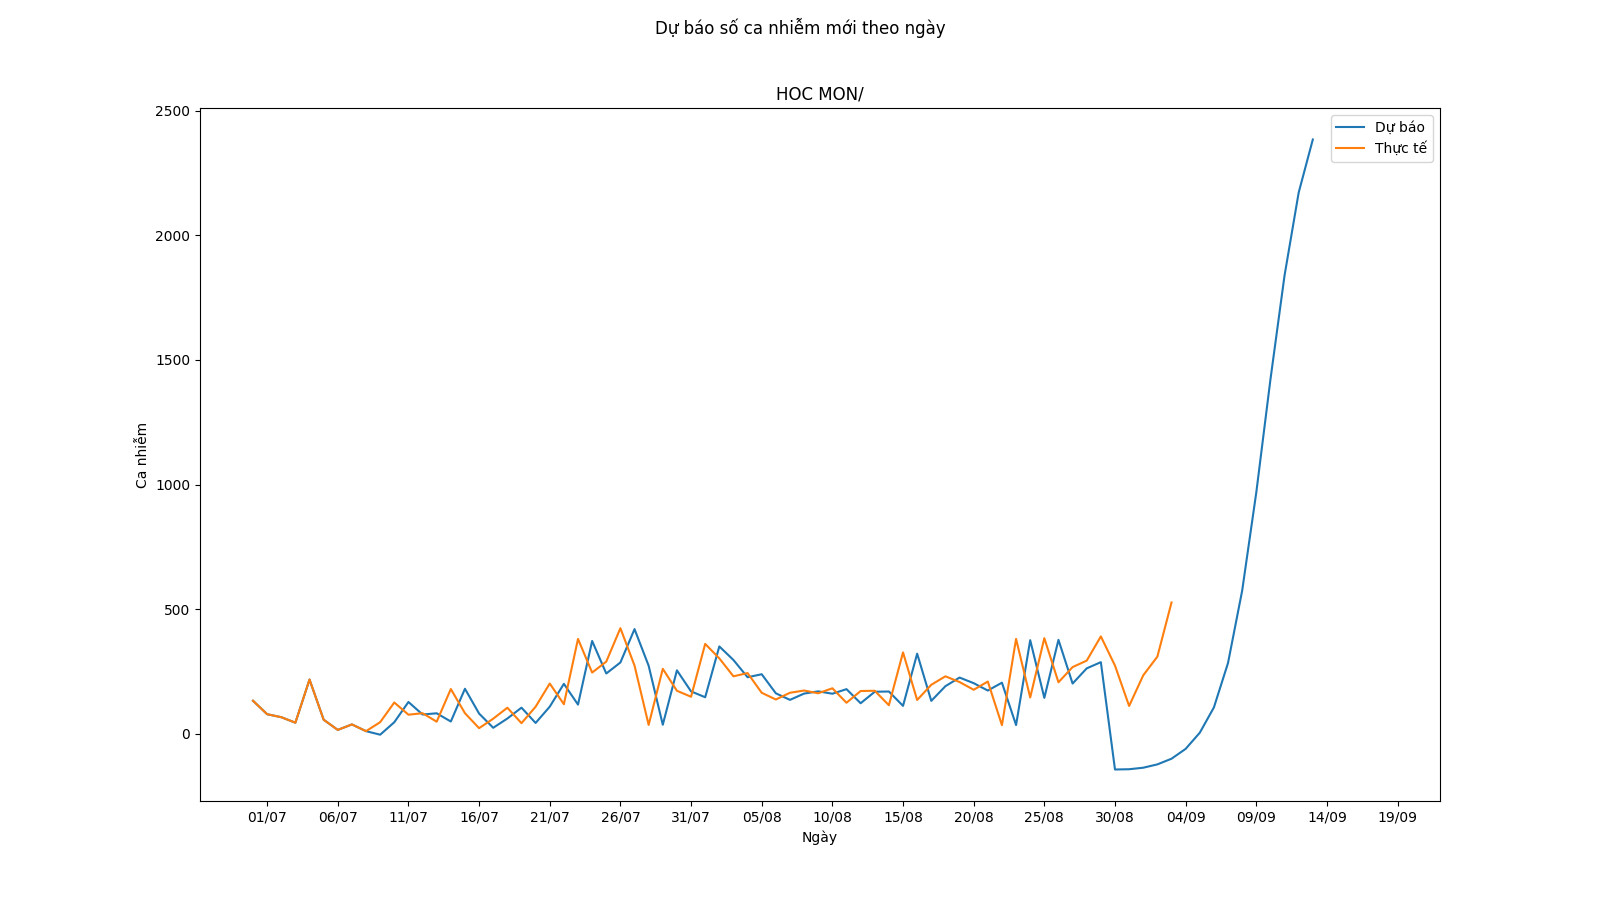 Dự báo số ca nhiễm mới theo ngày
HOC MON/
2500
2000
1500
1000
500
0
Ca nhiễm
Dự báo
Thực tế
01/07 06/07 11/07 16/07 21/07 26/07 31/07 05/08 10/08 15/08 20/08 25/08 30/08 04/09 09/09 14/09 19/09
Ngày